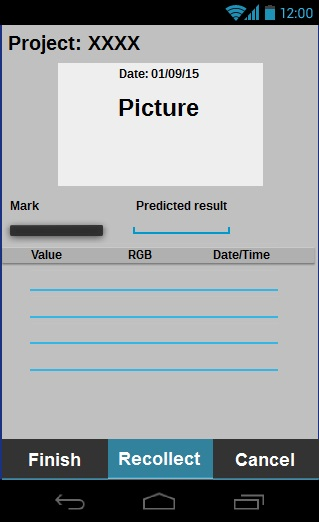 12:00
Project: XXXX
Date: 01/09/15
Picture
Mark Predicted result
Value RGB Date/Time
Finish Recollect Cancel